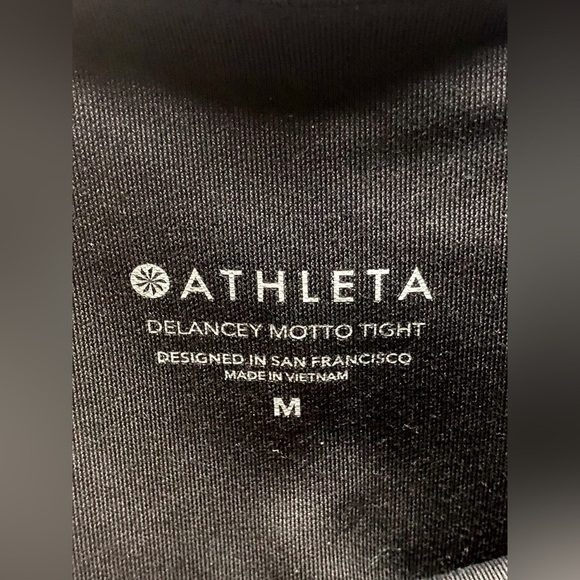 ATHLETA
DELANCEY MOTTO TIGHT
DESIGNED IN SAN FRANCISCO
MADE IN VIETNAM
M